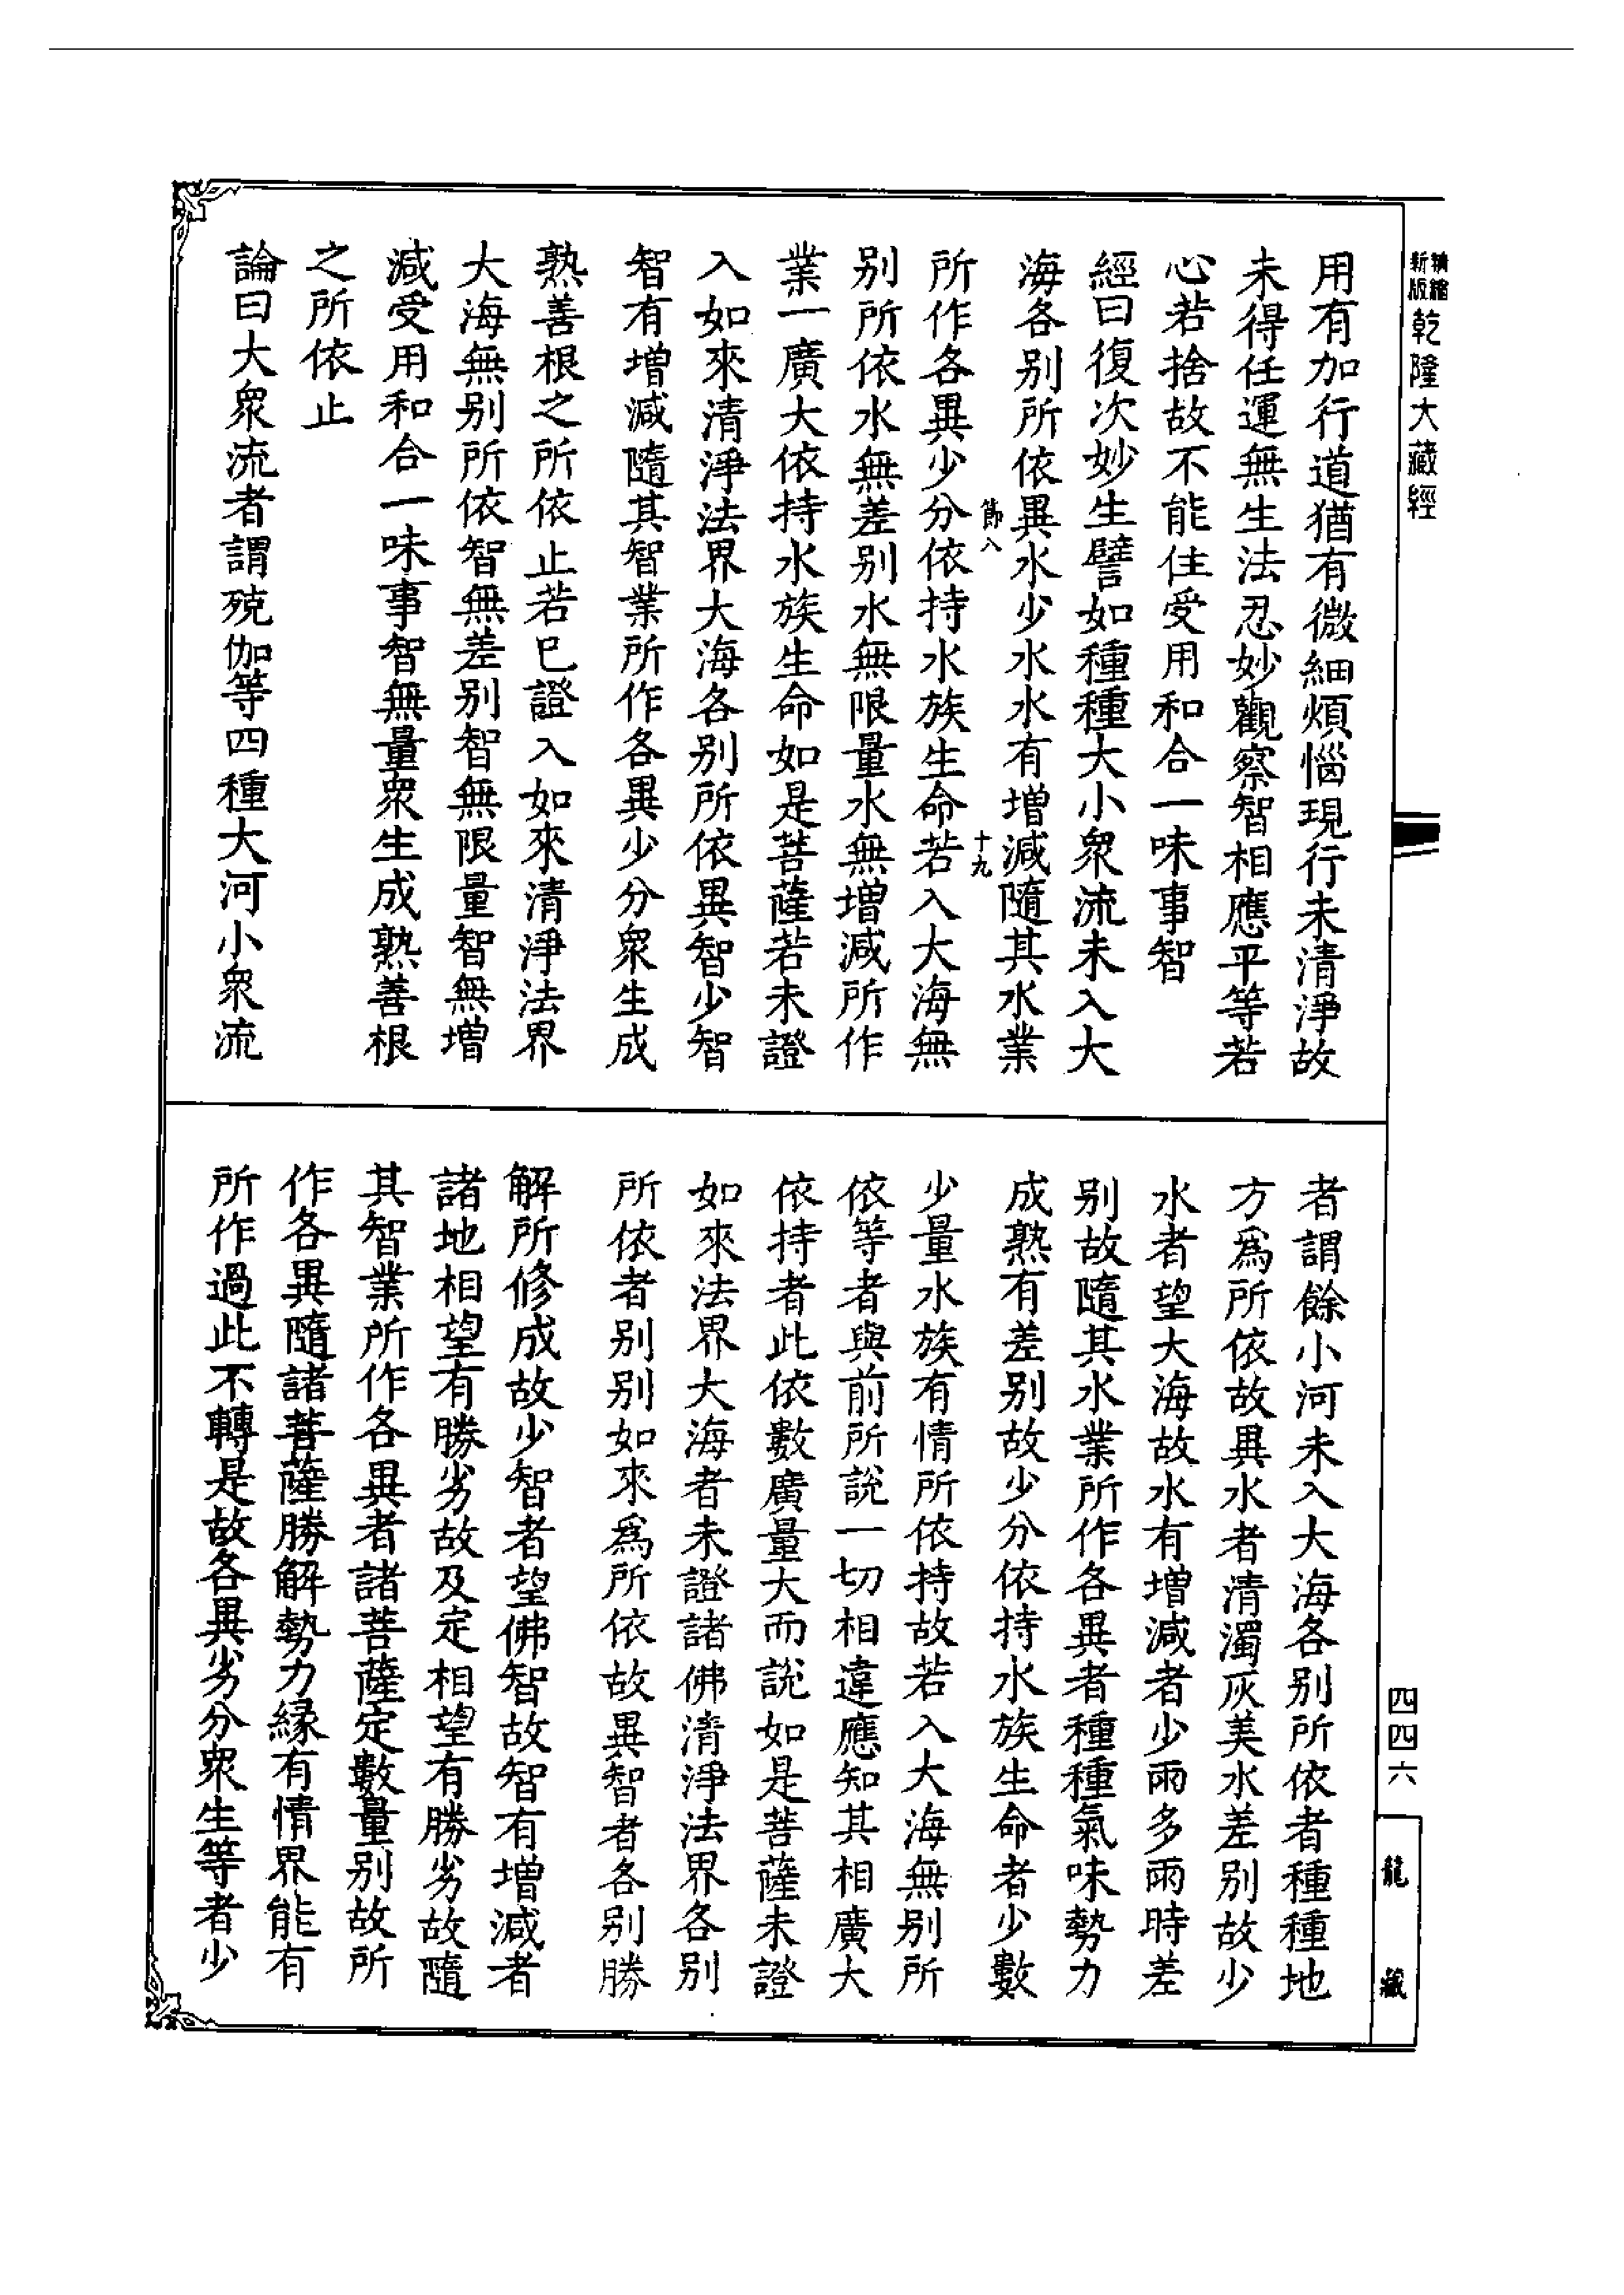 精縮
新版
乾隆大藏經
用有加行道猶有微細煩惱現行未清淨故
未得任運無生法忍妙觀察智相應平等若
心若捨故不能住受用和合一味事智
經曰復次妙生譬如種種大小衆流未入大
海各別所依異水少水水有增減隨其水業
節八
十九
所作各異少分依持水族生命若入大海無
別所依水無差別水無限量水無增減所作
業一廣大依持水族生命如是菩薩若未證
入如來清淨法界大海各別所依異智少智
智有增減隨其智業所作各異少分衆生成
熟善根之所依止若已證入如來清淨法界
大海無別所依智無差別智無限量智無增
減受用和合一味事智無量衆生成熟善根
之所依止
論曰大衆流者謂殑伽等四種大河小衆流
者謂餘小河未入大海各別所依者種種地
方爲所依故異水者清濁灰美水差別故少
水者望大海故水有增減者少雨多雨時差
別故隨其水業所作各異者種種氣味勢力
成熟有差別故少分依持水族生命者少數
少量水族有情所依持故若入大海無別所
依等者與前所說一切相違應知其相廣大
依持者此依數廣量大而說如是菩薩未證
如來法界大海者未證諸佛清淨法界各別
所依者別別如來爲所依故異智者各別勝
解所修成故少智者望佛智故智有增減者
諸地相望有勝劣故及定相望有勝劣故隨
其智業所作各異者諸菩薩定數量別故所
作各異隨諸菩薩勝解勢力緣有情界能有
所作過此不轉是故各異少分衆生等者少
四四六
龍藏